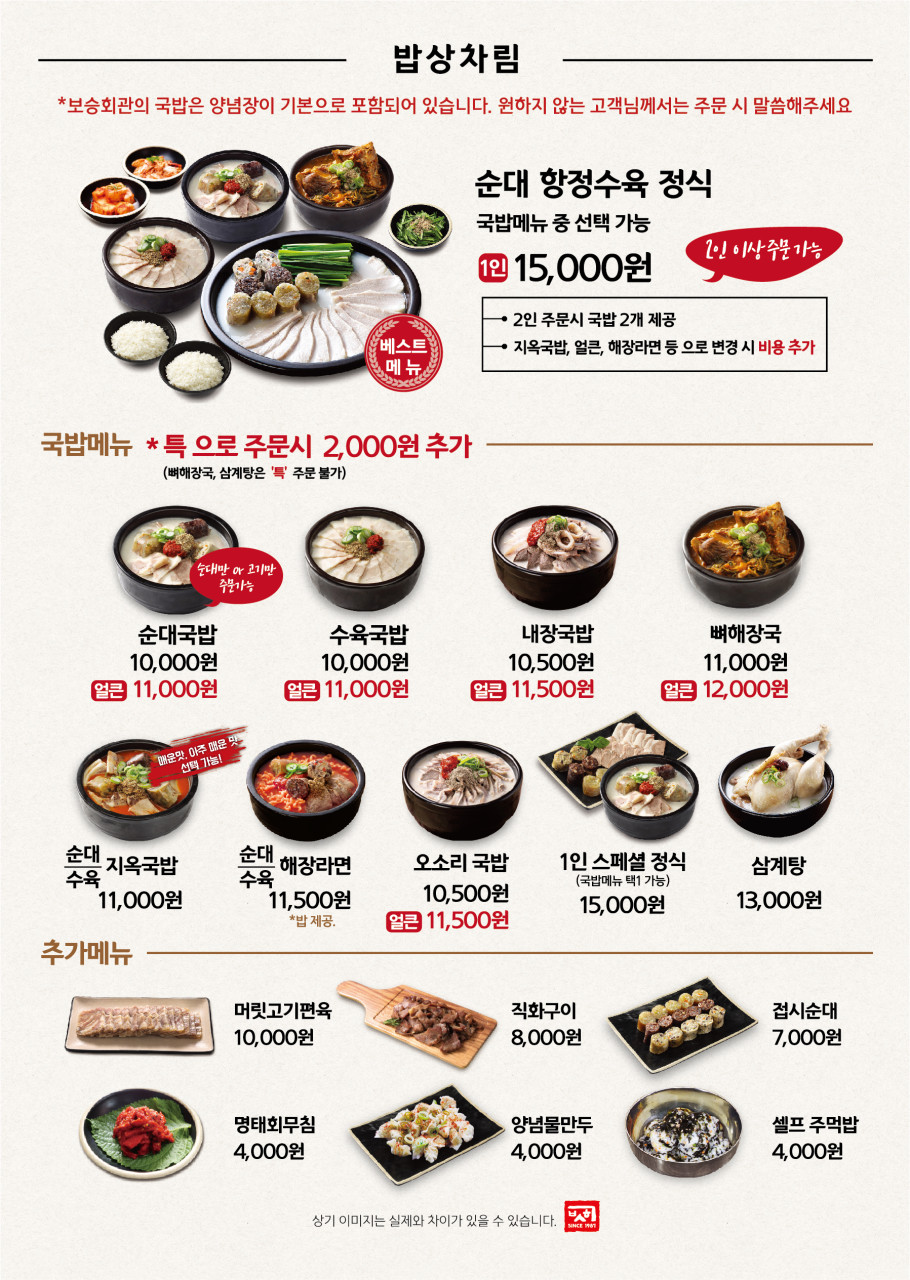 밥상차림
*보승회관의 국밥은 양념장이 기본으로 포함되어 있습니다. 원하지 않는 고객님께서는 주문 시 말씀해주세요
순대 항정수육 정식
국밥메뉴 중 선택 가능
1인 15,000원
2인 이상 주문가능
2인 주문시 국밥 2개 제공
지옥국밥, 얼큰, 해장라면 등 으로 변경 시 비용 추가
베스트
메뉴
국밥메뉴 *특 으로 주문시 2,000원 추가
(뼈해장국, 삼계탕은 '특' 주문 불가)
순대만 or 고기만
주문가능
순대국밥
10,000원
얼큰 11,000원
수육국밥
10,000원
얼큰 11,000원
내장국밥
10,500원
얼큰 11,500원
뼈해장국
11,000원
얼큰 12,000원
매운맛, 아주 매운 맛
선택 가능!
순대
수육
지옥국밥
11,000원
순대
수육
해장라면
11,500원
*밥 제공.
오소리 국밥
10,500원
얼큰 11,500원
1인 스페셜 정식
(국밥메뉴 택1 가능)
15,000원
삼계탕
13,000원
추가메뉴
머릿고기편육
10,000원
직화구이
8,000원
접시순대
7,000원
명태회무침
4,000원
양념물만두
4,000원
셀프 주먹밥
4,000원
상기 이미지는 실제와 차이가 있을 수 있습니다.
SINCE 1987